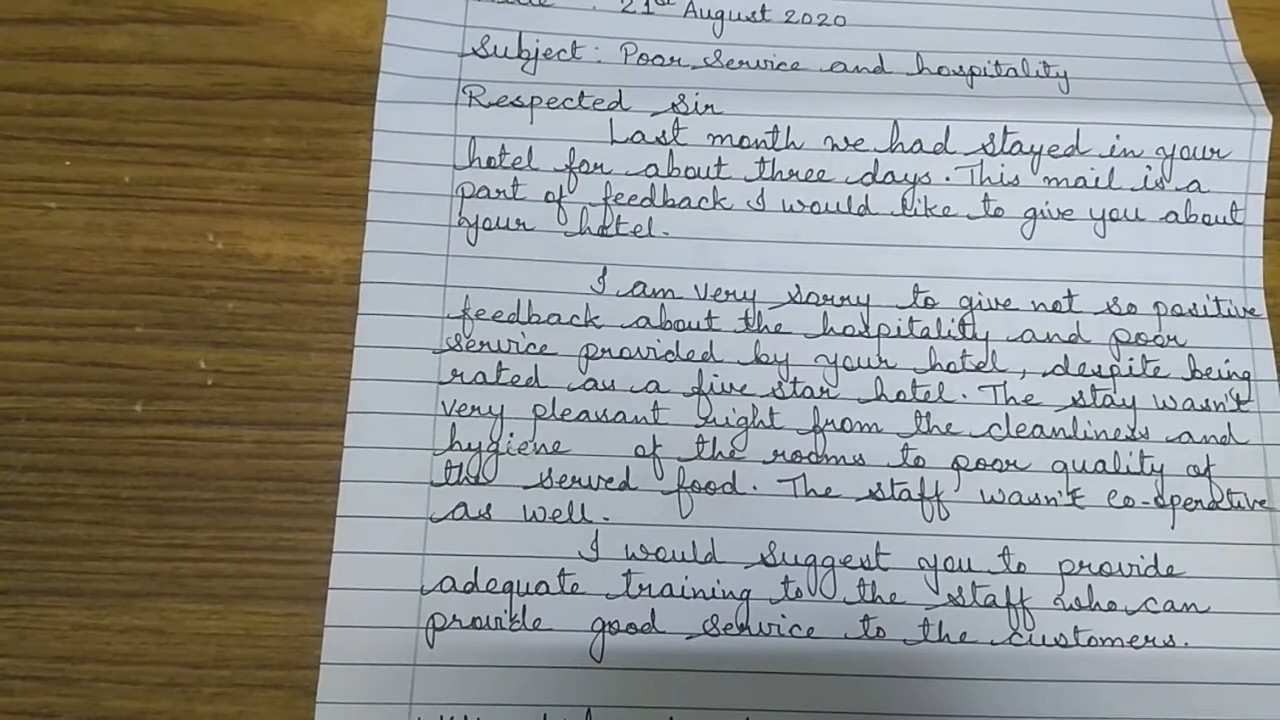 : 21st August 2020
Subject: Poor service and hospitality
Respected Sir
Last month we had stayed in your
hotel for about three days. This mail is a
part of feedback I would like to give you about
your hotel.
I am very sorry to give not so positive
feedback about the hospitality and poor
service provided by your hotel, despite being
rated as a five star hotel. The stay wasn't
very pleasant right from the cleanliness and
hygiene of the rooms to poor quality of
the served food. The staff wasn't co-operative
as well.
I would suggest you to provide
adequate training to the staff who can
provide good service to the customers.